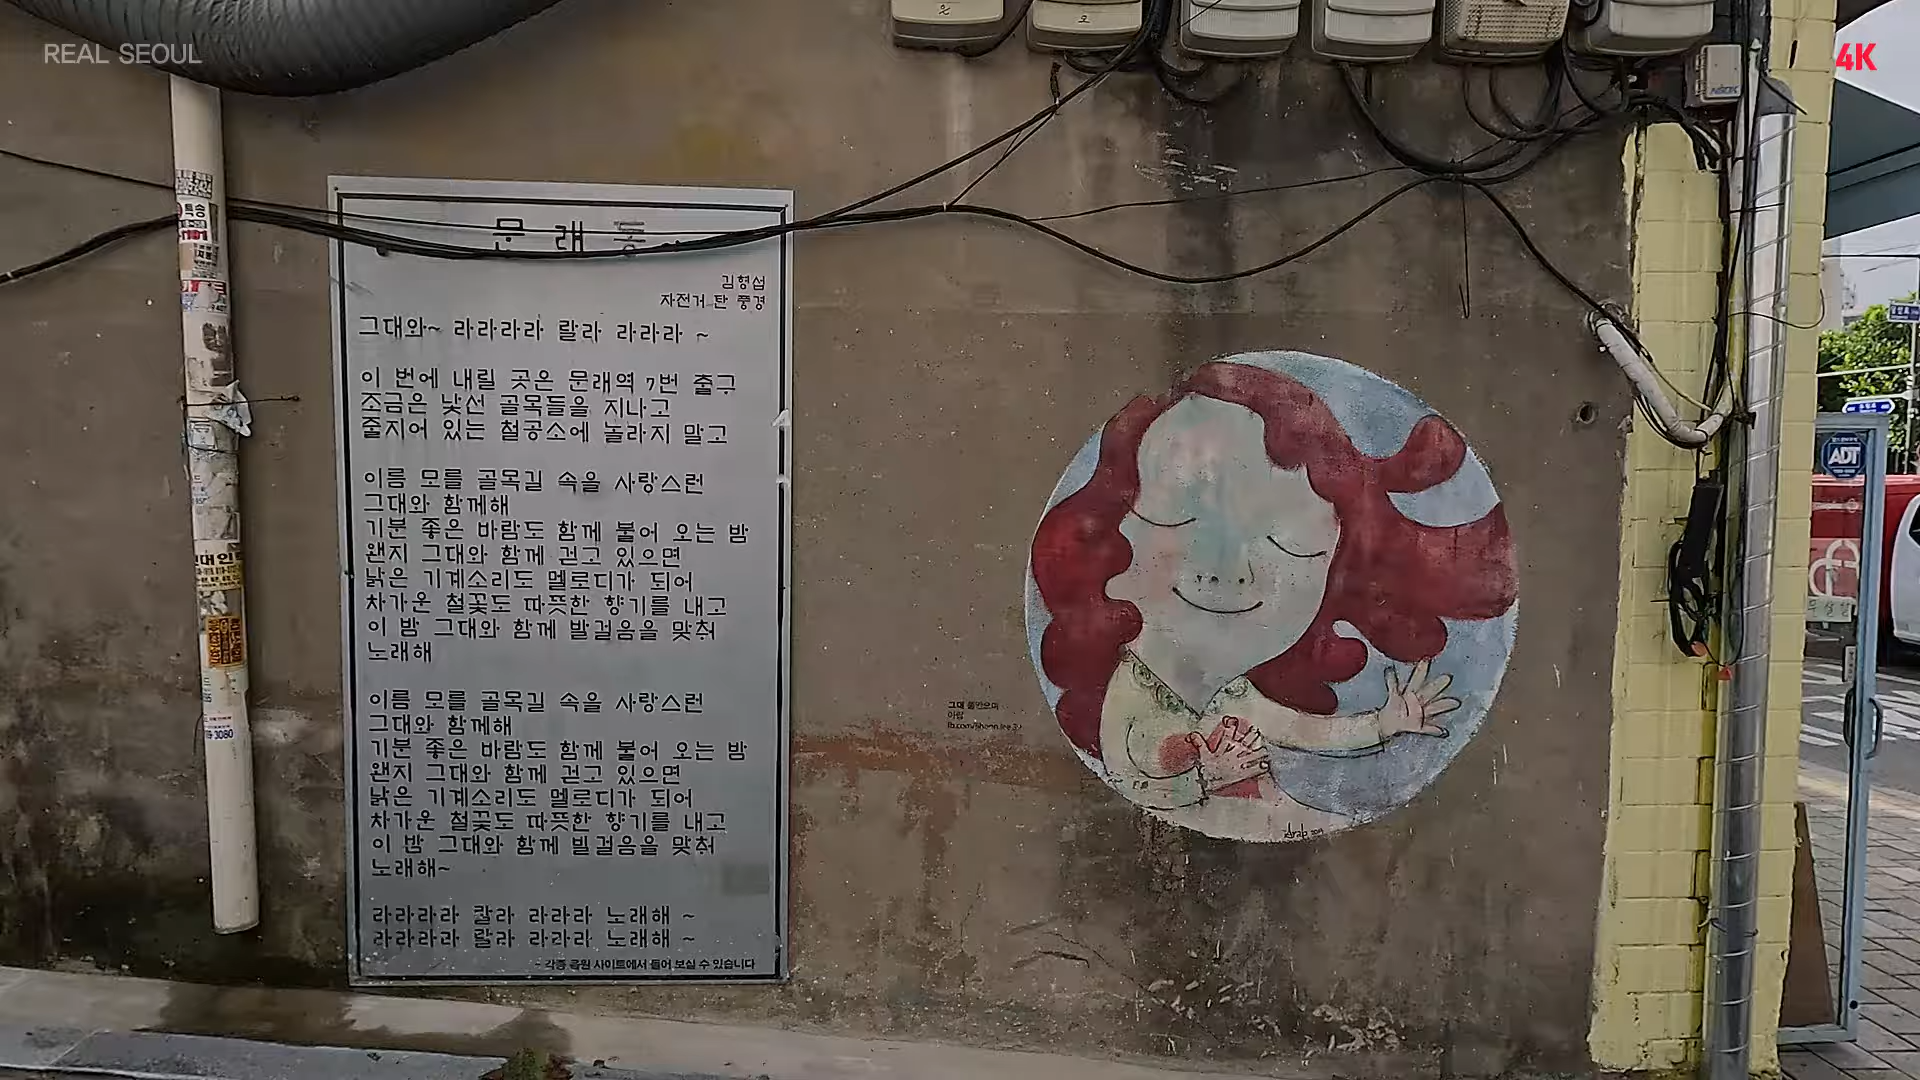 REAL SEOUL
4K
문래동
김형섭
자전거 탄 풍경
그대와~ 라라라라 랄라 라라라 ~
이 번에 내릴 곳은 문래역 7번 출구
조금은 낯선 골목들을 지나고
줄지어 있는 철공소에 놀라지 말고
이름 모를 골목길 속을 사랑스런
그대와 함께해
기분 좋은 바람도 함께 불어 오는 밤
왠지 그대와 함께 걷고 있으면
낡은 기계소리도 멜로디가 되어
차가운 철꽃도 따뜻한 향기를 내고
이 밤 그대와 함께 발걸음을 맞춰
노래해
이름 모를 골목길 속을 사랑스런
그대와 함께해
기분 좋은 바람도 함께 불어 오는 밤
왠지 그대와 함께 걷고 있으면
낡은 기계소리도 멜로디가 되어
차가운 철꽃도 따뜻한 향기를 내고
이 밤 그대와 함께 발걸음을 맞춰
노래해~
라라라라 랄라 라라라 노래해 ~
라라라라 랄라 라라라 노래해 ~
- 각종 음원 사이트에서 들어 보실 수 있습니다
그대
특송
3080
ADT